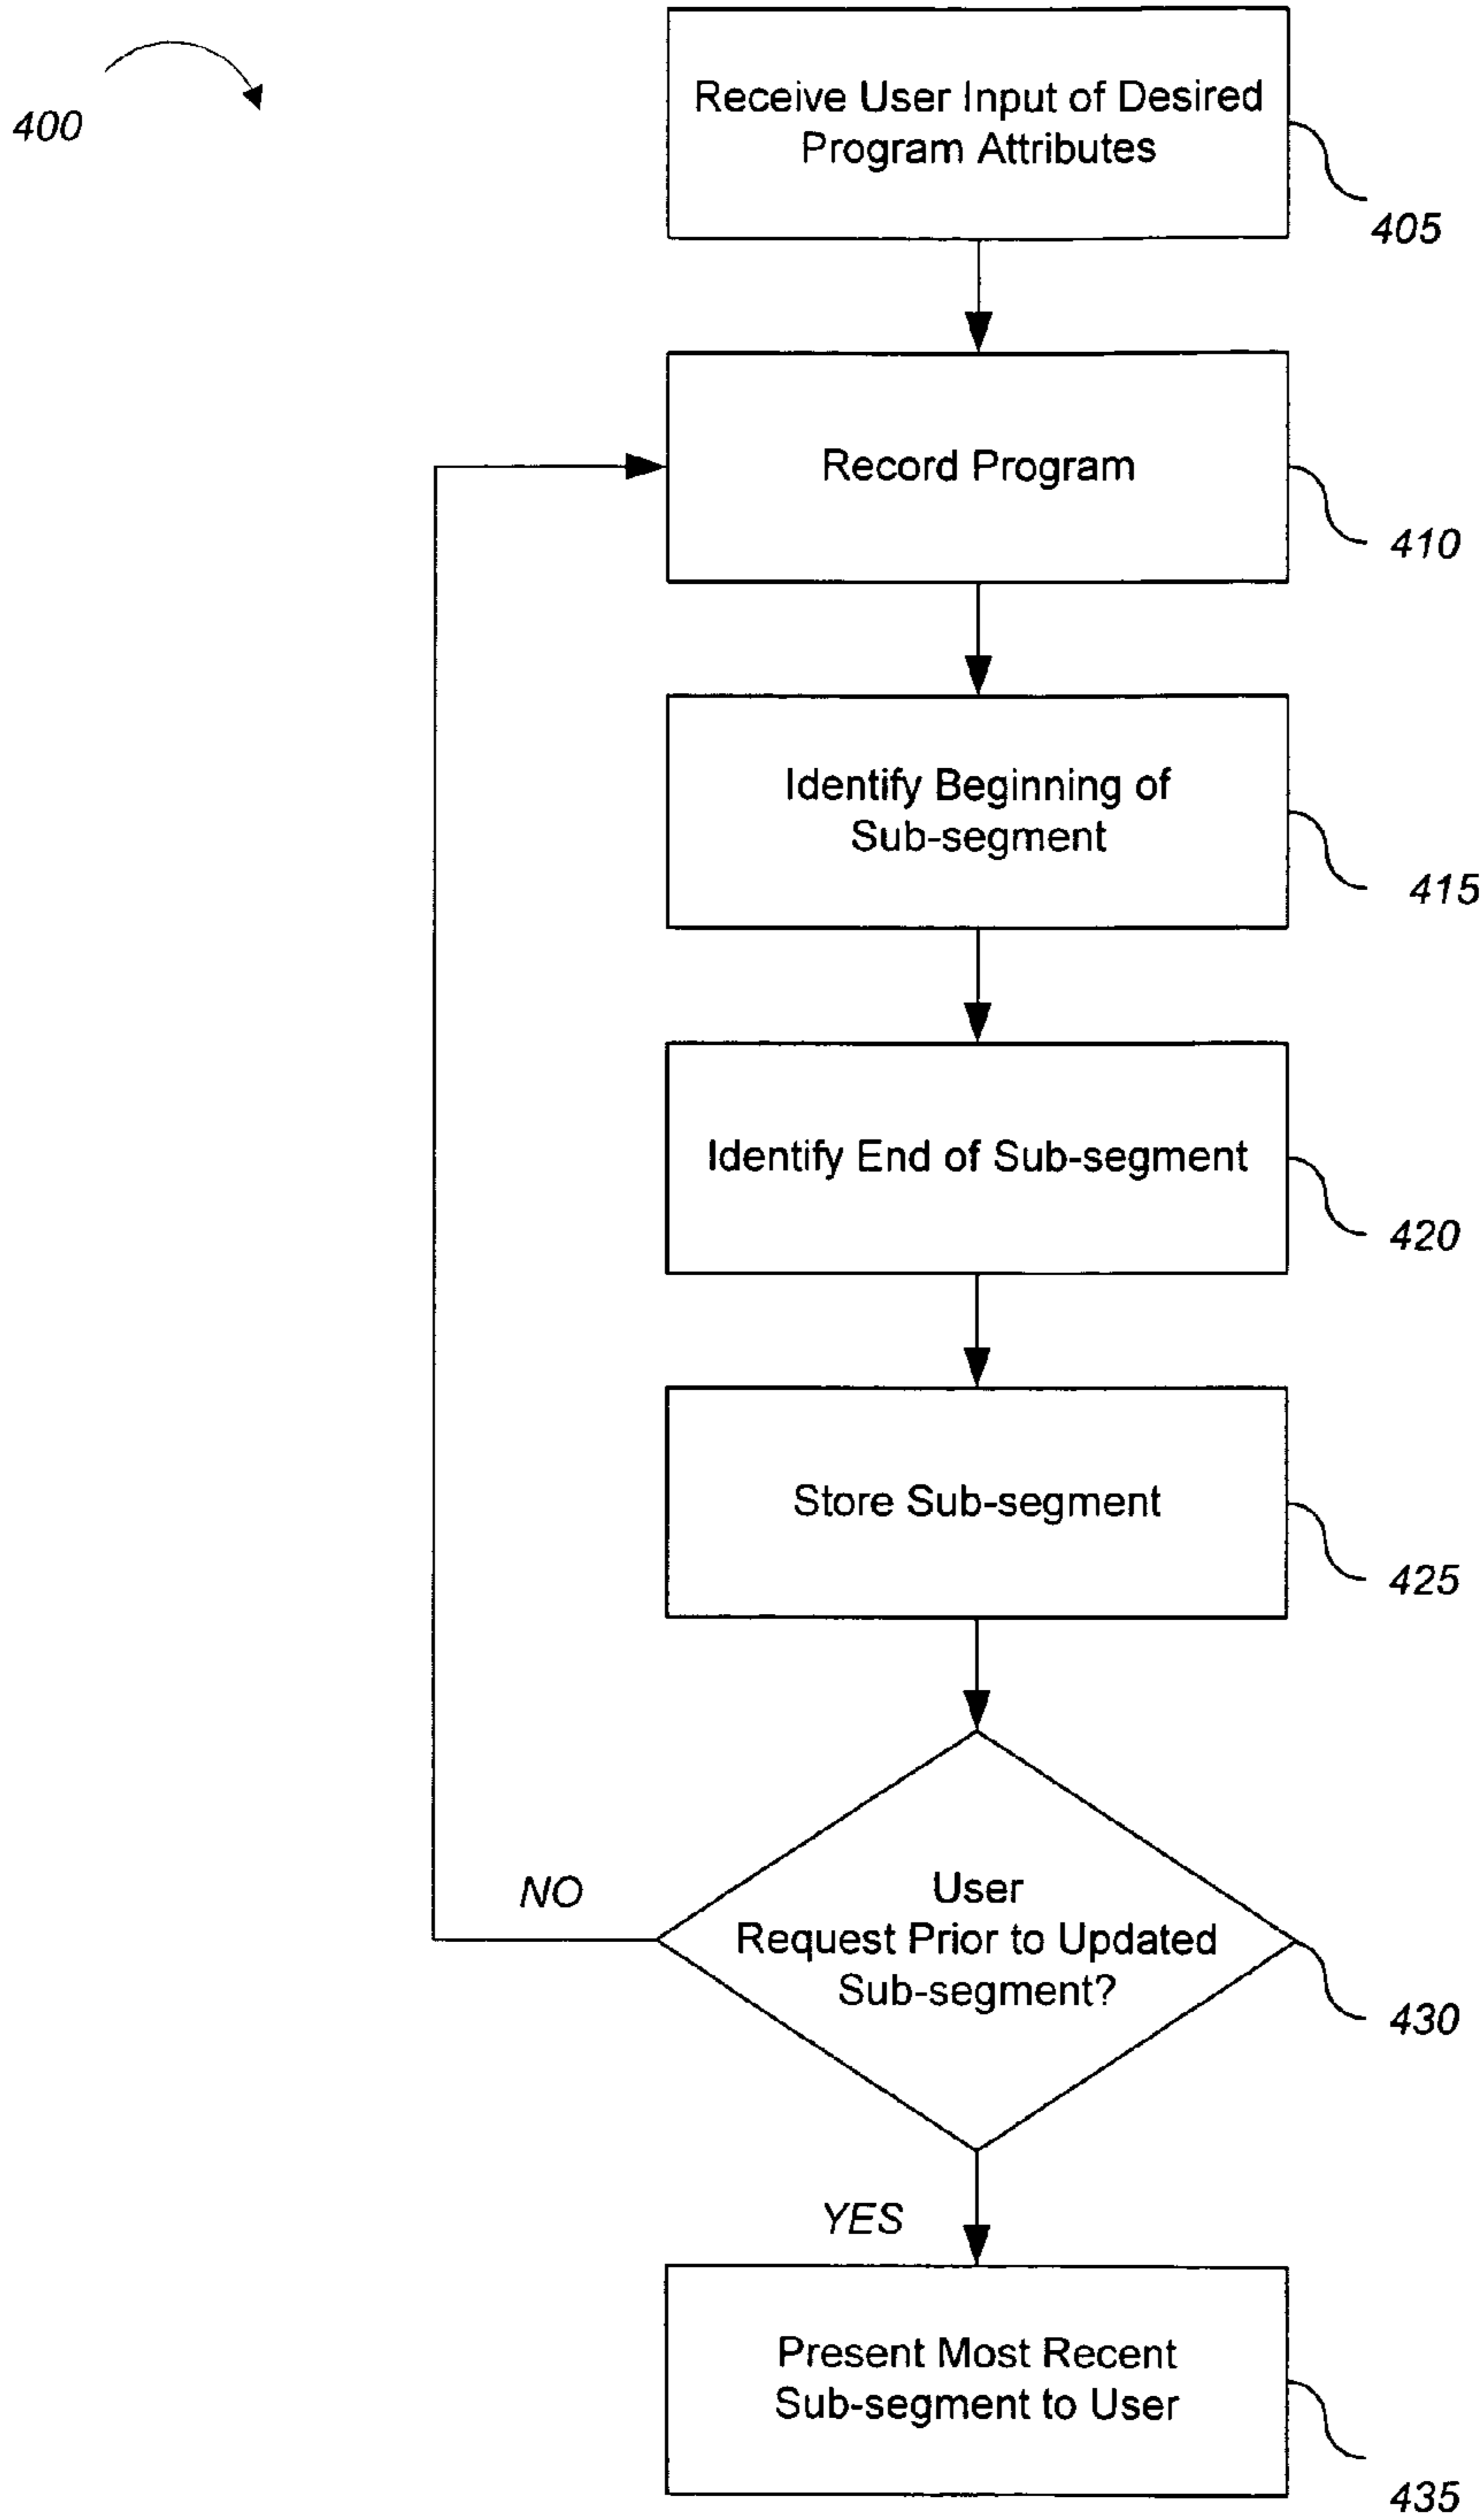 400
Receive User Input of Desired
Program Attributes
405
Record Program
410
Identify Beginning of
Sub-segment
415
Identify End of Sub-segment
420
Store Sub-segment
425
NO
User
Request Prior to Updated
Sub-segment?
430
YES
Present Most Recent
Sub-segment to User
435